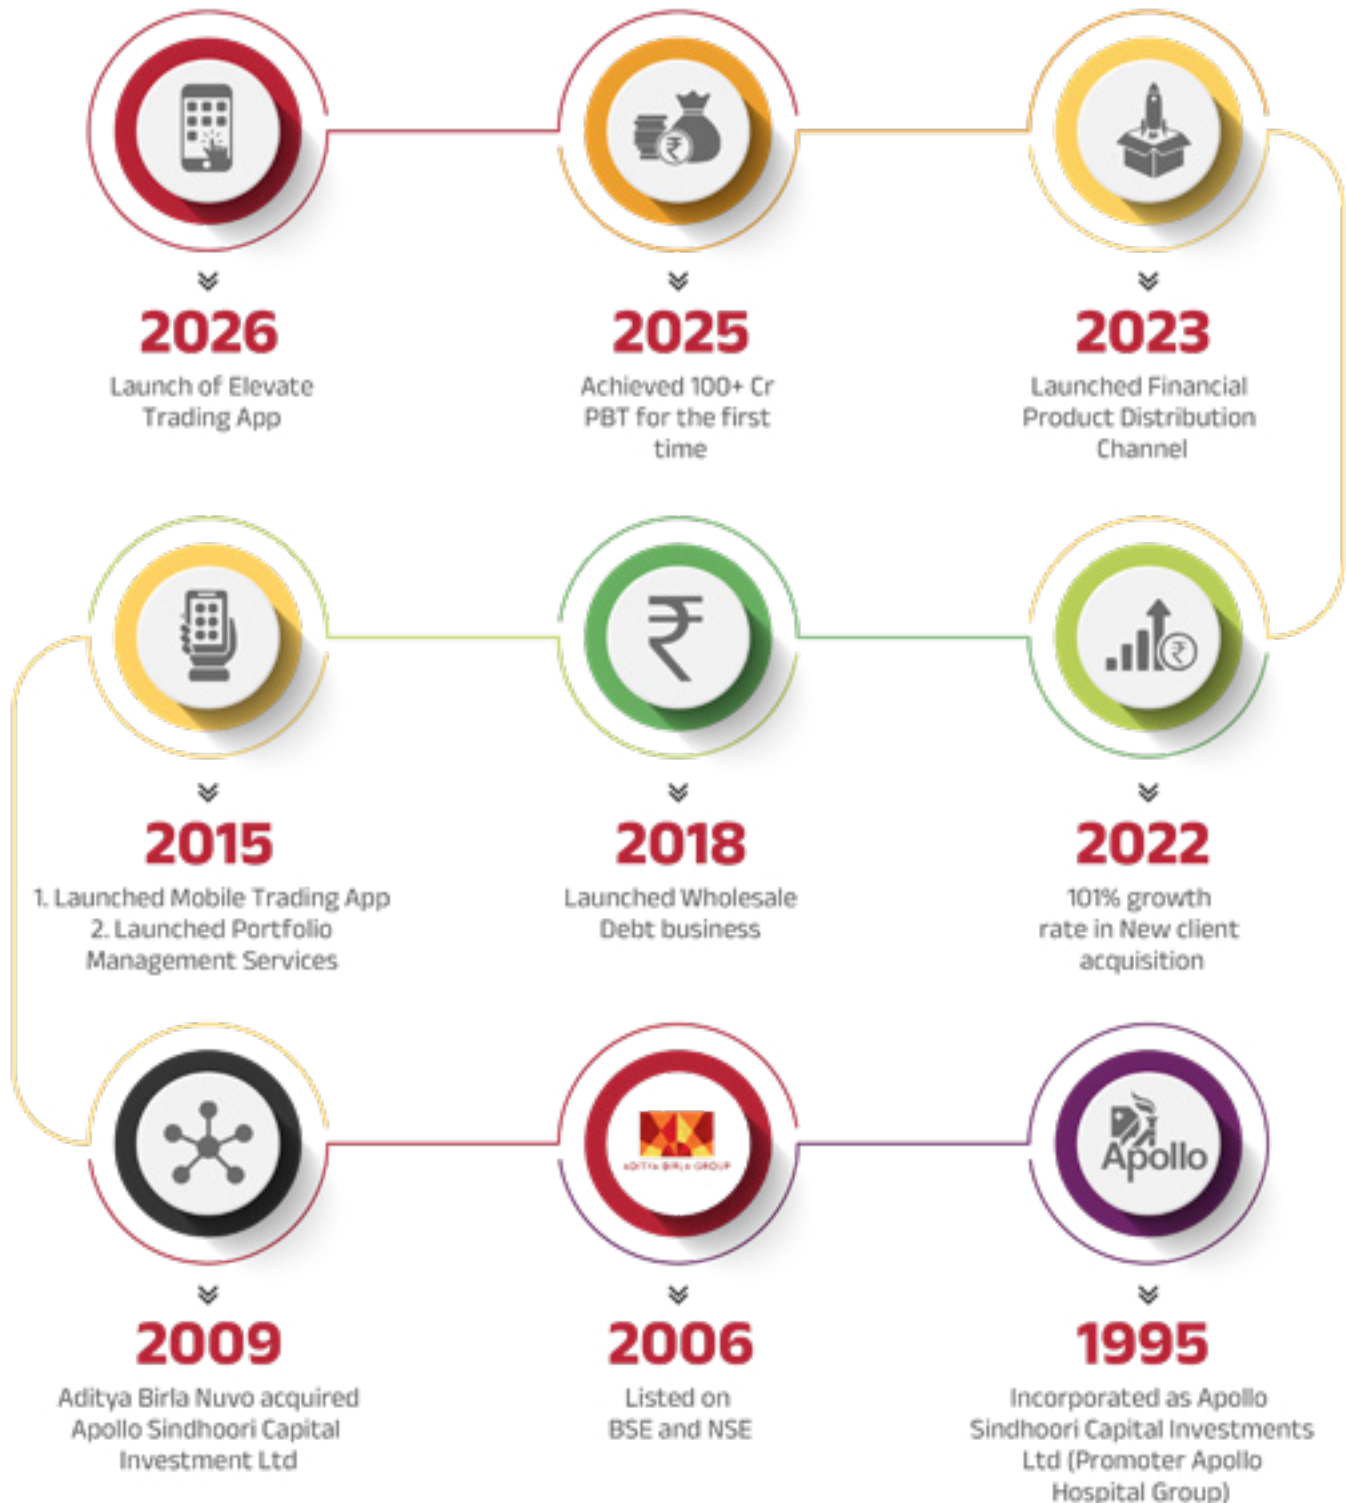 2026
Launch of Elevate
Trading App
2025
Achieved 100+ Cr
PBT for the first
time
2023
Launched Financial
Product Distribution
Channel
2015
1. Launched Mobile Trading App
2. Launched Portfolio
Management Services
₹
2018
Launched Wholesale
Debt business
2022
101% growth
rate in New client
acquisition
2009
Aditya Birla Nuvo acquired
Apollo Sindhoori Capital
Investment Ltd
ADITYA BIRLA GROUP
2006
Listed on
BSE and NSE
Apollo
1995
Incorporated as Apollo
Sindhoori Capital Investments
Ltd (Promoter Apollo
Hospital Group)